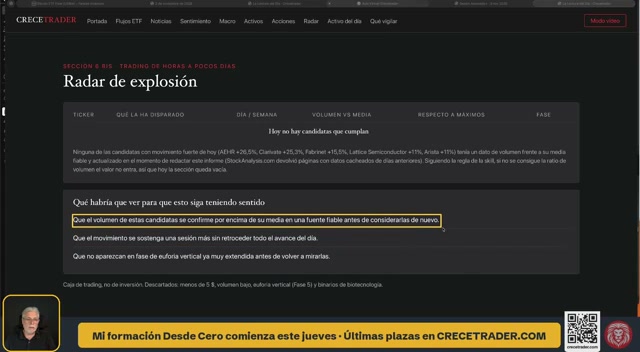 CRECETRADER Portada Flujos ETF Noticias Sentimiento Macro Activos Acciones Radar Activo del día Qué vigilar Modo vídeo
SECCIÓN 8 BIS · TRADING DE HORAS A POCOS DÍAS
Radar de explosión
TICKER QUÉ LA HA DISPARADO DÍA / SEMANA VOLUMEN VS MEDIA RESPECTO A MÁXIMOS FASE
Hoy no hay candidatas que cumplan
Ninguna de las candidatas con movimiento fuerte de hoy (AEHR +26,5%, Clarivate +25,3%, Fabrinet +15,5%, Lattice Semiconductor +11%, Arista +11%) tenía un dato de volumen frente a su media
fiable y actualizado en el momento de redactar este informe (StockAnalysis.com devolvió páginas con datos cacheados de días anteriores). Siguiendo la regla de la skill, si no se consigue la ratio de
volumen el valor no entra, así que hoy la sección queda vacía.
Qué habría que ver para que esto siga teniendo sentido
Que el volumen de estas candidatas se confirme por encima de su media en una fuente fiable antes de considerarlas de nuevo.
Que el movimiento se sostenga una sesión más sin retroceder todo el avance del día.
Que no aparezcan en fase de euforia vertical ya muy extendida antes de volver a mirarlas.
Caja de trading, no de inversión. Descartados: menos de 5 $, volumen bajo, euforia vertical (Fase 5) y binarios de biotecnología.
Mi formación Desde Cero comienza este jueves · Últimas plazas en CRECETRADER.COM
crecetrader.com